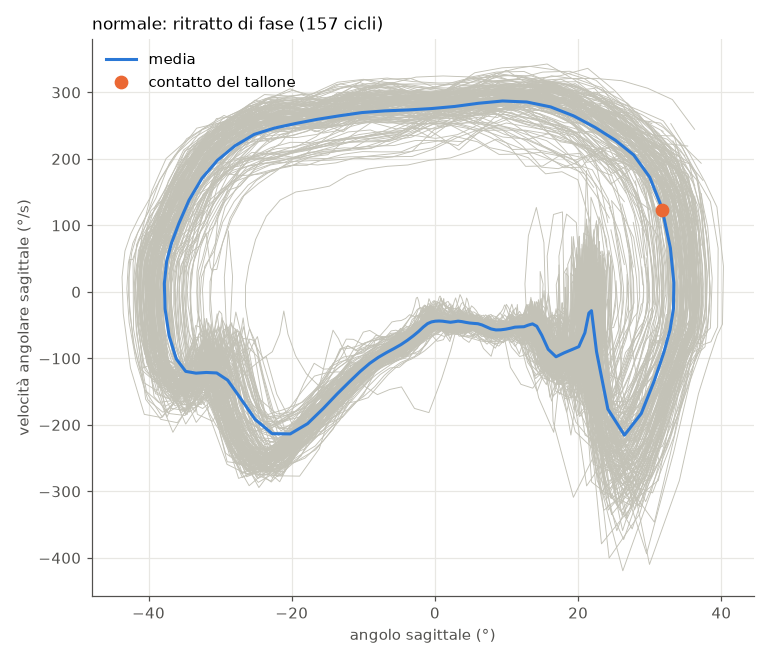 normale: ritratto di fase (157 cicli)
media
contatto del tallone
velocità angolare sagittale (°/s)
300
200
100
0
−100
−200
−300
−400
−40
−20
0
20
40
angolo sagittale (°)